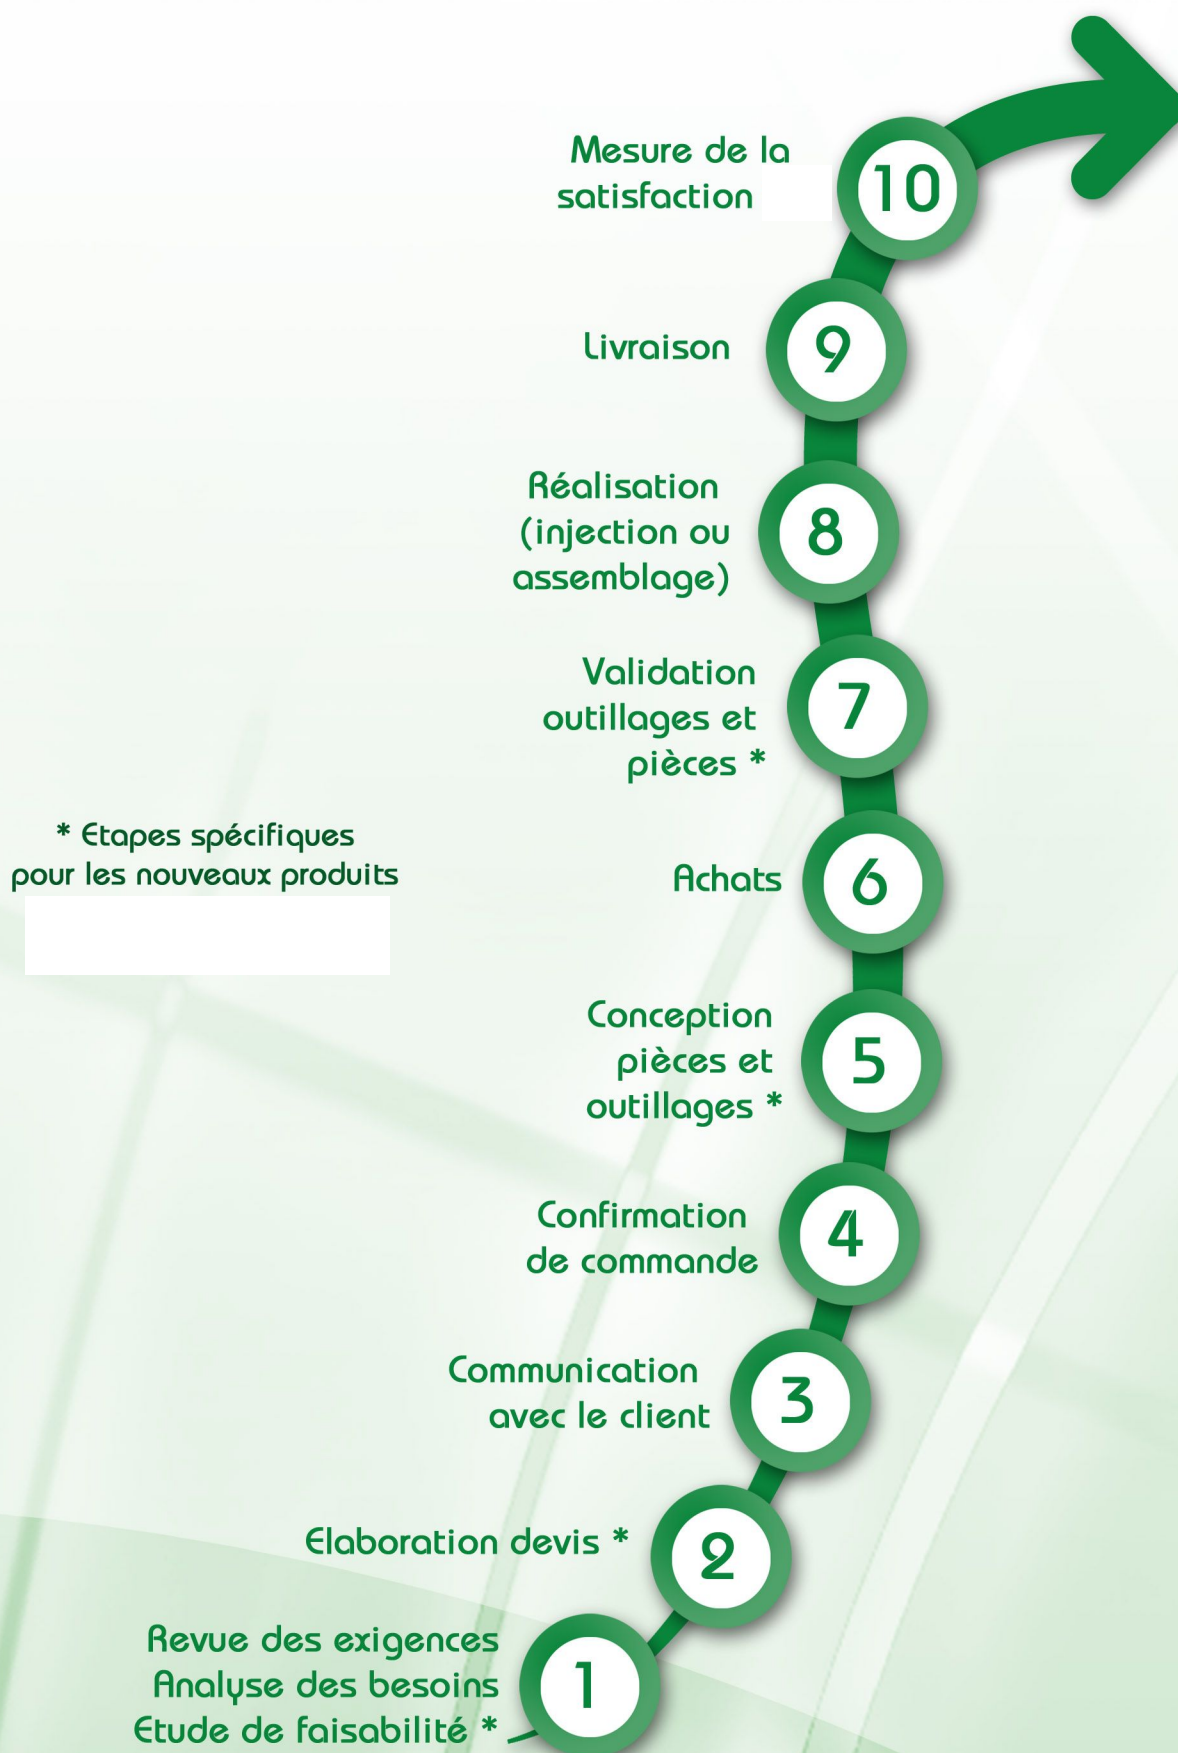 Mesure de la
satisfaction
10
Livraison
9
Réalisation
(injection ou
assemblage)
8
Validation
outillages et
pièces *
7
* Etapes spécifiques
pour les nouveaux produits
Achats
6
Conception
pièces et
outillages *
5
Confirmation
de commande
4
Communication
avec le client
3
Elaboration devis *
2
Revue des exigences
Analyse des besoins
Etude de faisabilité *
1